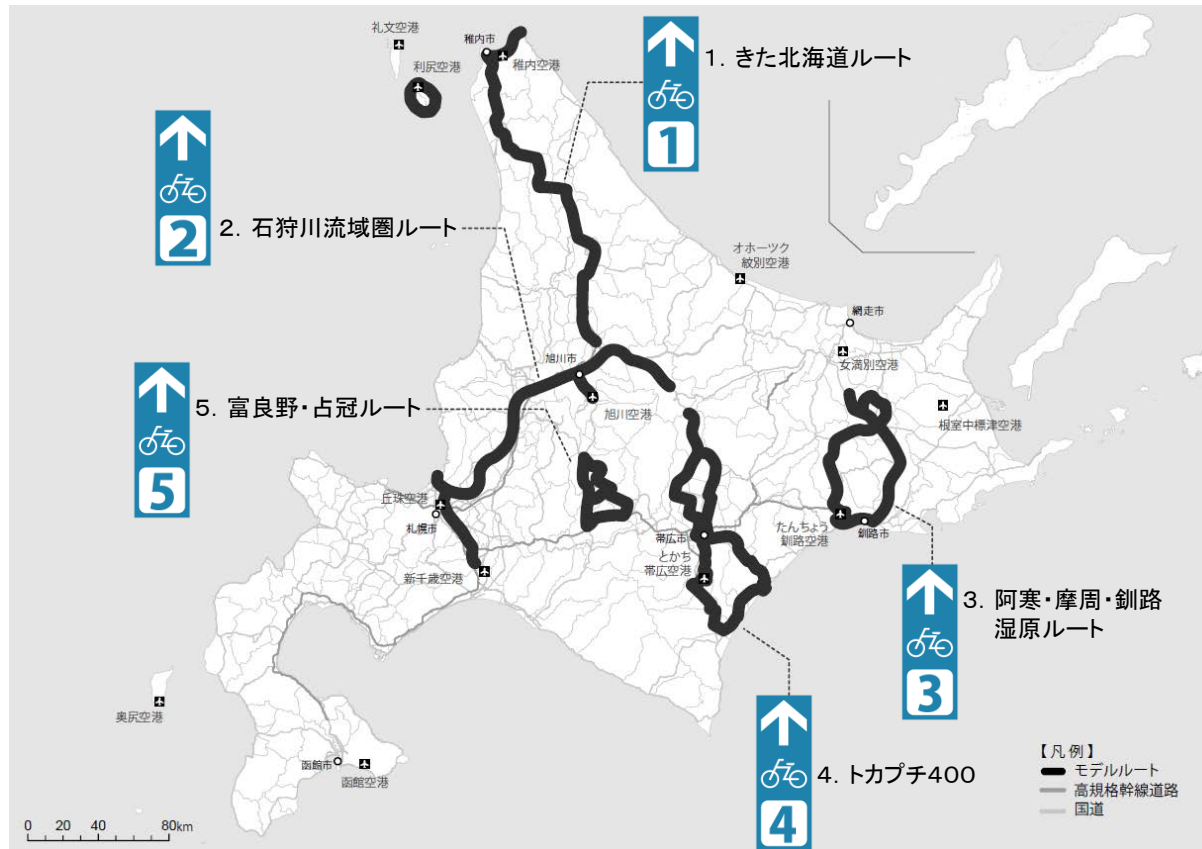 礼文空港
稚内市
稚内空港
利尻空港
1
1. きた北海道ルート
2
2. 石狩川流域圏ルート
オホーツク
紋別空港
網走市
女満別空港
旭川市
旭川空港
根室中標津空港
5
5. 富良野・占冠ルート
丘珠空港
札幌市
新千歳空港
帯広市
とかち
帯広空港
たんちょう
釧路空港
釧路市
3
3. 阿寒・摩周・釧路
湿原ルート
4
4. トカプチ400
奥尻空港
函館市
函館空港
【凡例】
モデルルート
高規格幹線道路
国道
0 20 40 80km